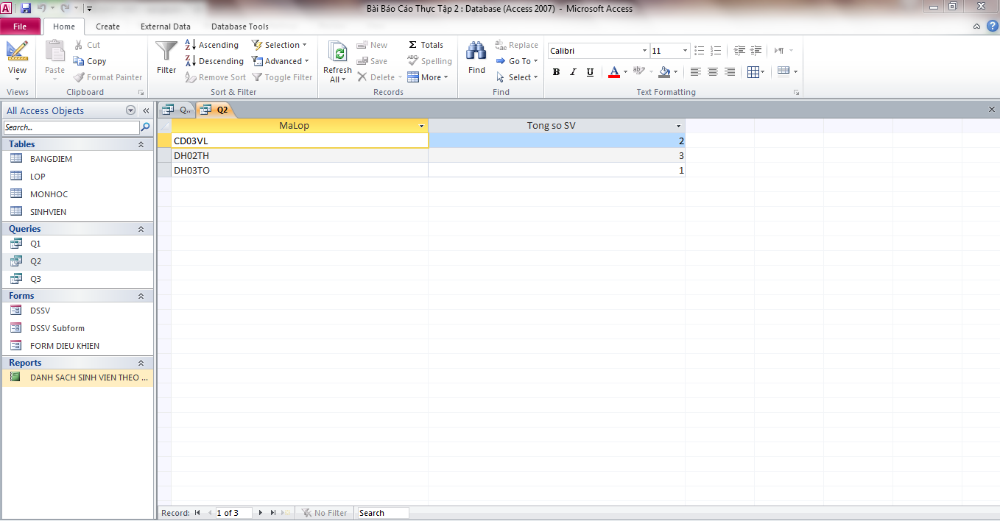 Bài Báo Cáo Thực Tập 2 : Database (Access 2007) - Microsoft Access
File Home Create External Data Database Tools
View
Views
Paste
Cut
Copy
Format Painter
Clipboard
Filter
Ascending
Descending
Remove Sort
Selection
Advanced
Toggle Filter
Sort & Filter
Refresh
All
New
Save
Delete
Totals
Spelling
More
Records
Find
Replace
Go To
Select
Find
Calibri 11
B I U A
Text Formatting
All Access Objects
Search...
Tables
BANGDIEM
LOP
MONHOC
SINHVIEN
Queries
Q1
Q2
Q3
Forms
DSSV
DSSV Subform
FORM DIEU KHIEN
Reports
DANH SACH SINH VIEN THEO ...
Q.. Q2
MaLop Tong so SV
CD03VL 2
DH02TH 3
DH03TO 1
Record: 1 of 3 No Filter Search